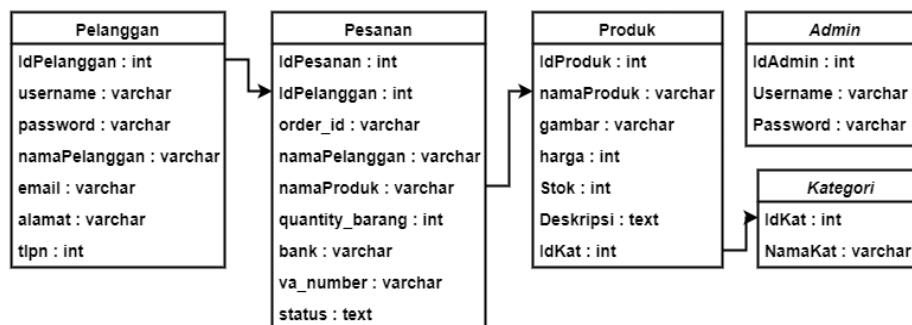 Pelanggan
IdPelanggan : int
username : varchar
password : varchar
namaPelanggan : varchar
email : varchar
alamat : varchar
tlpn : int
Pesanan
IdPesanan : int
IdPelanggan : int
order_id : varchar
namaPelanggan : varchar
namaProduk : varchar
quantity_barang : int
bank : varchar
va_number : varchar
status : text
Produk
IdProduk : int
namaProduk : varchar
gambar : varchar
harga : int
Stok : int
Deskripsi : text
IdKat : int
Admin
IdAdmin : int
Username : varchar
Password : varchar
Kategori
IdKat : int
NamaKat : varchar